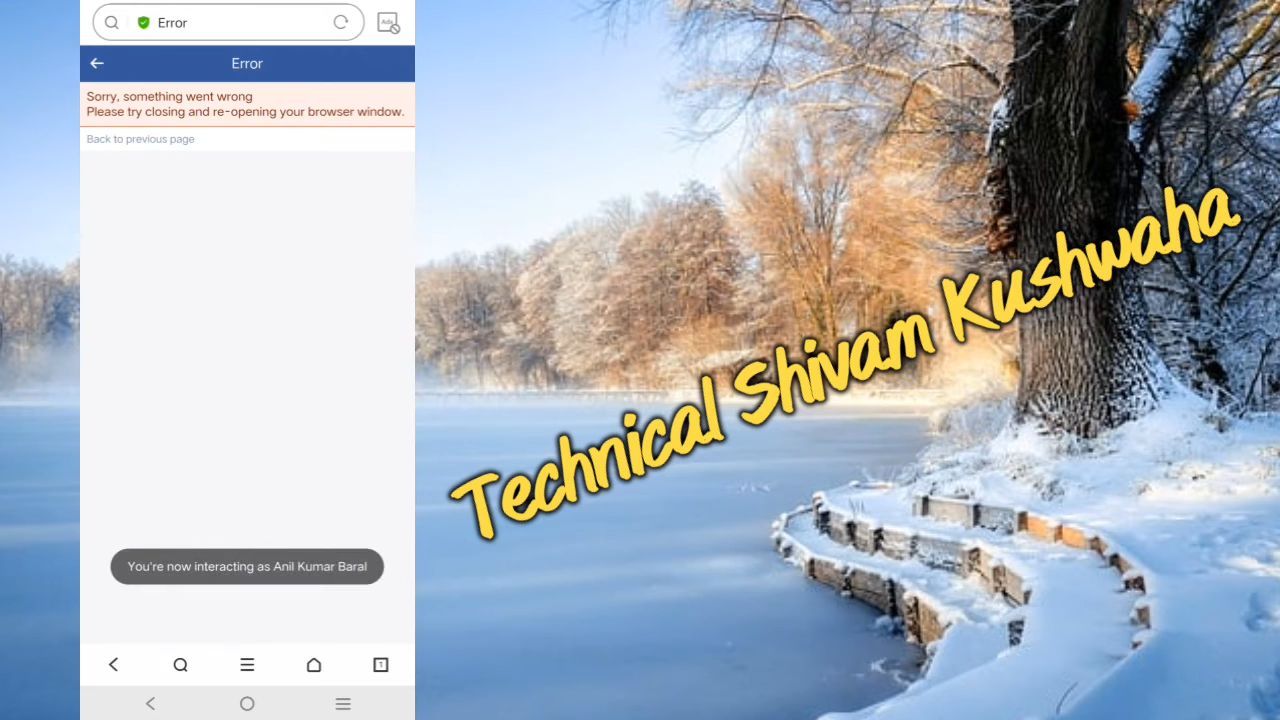 Error
Error
Sorry, something went wrong
Please try closing and re-opening your browser window.
Back to previous page
You're now interacting as Anil Kumar Baral
Technical Shivam Kushwaha